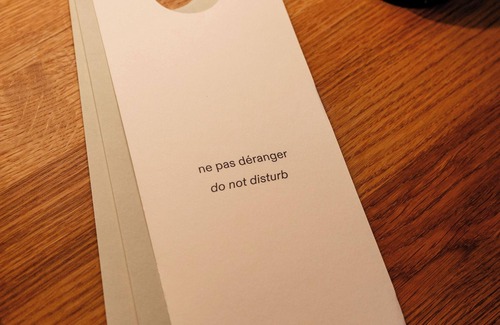 ne pas déranger
do not disturb